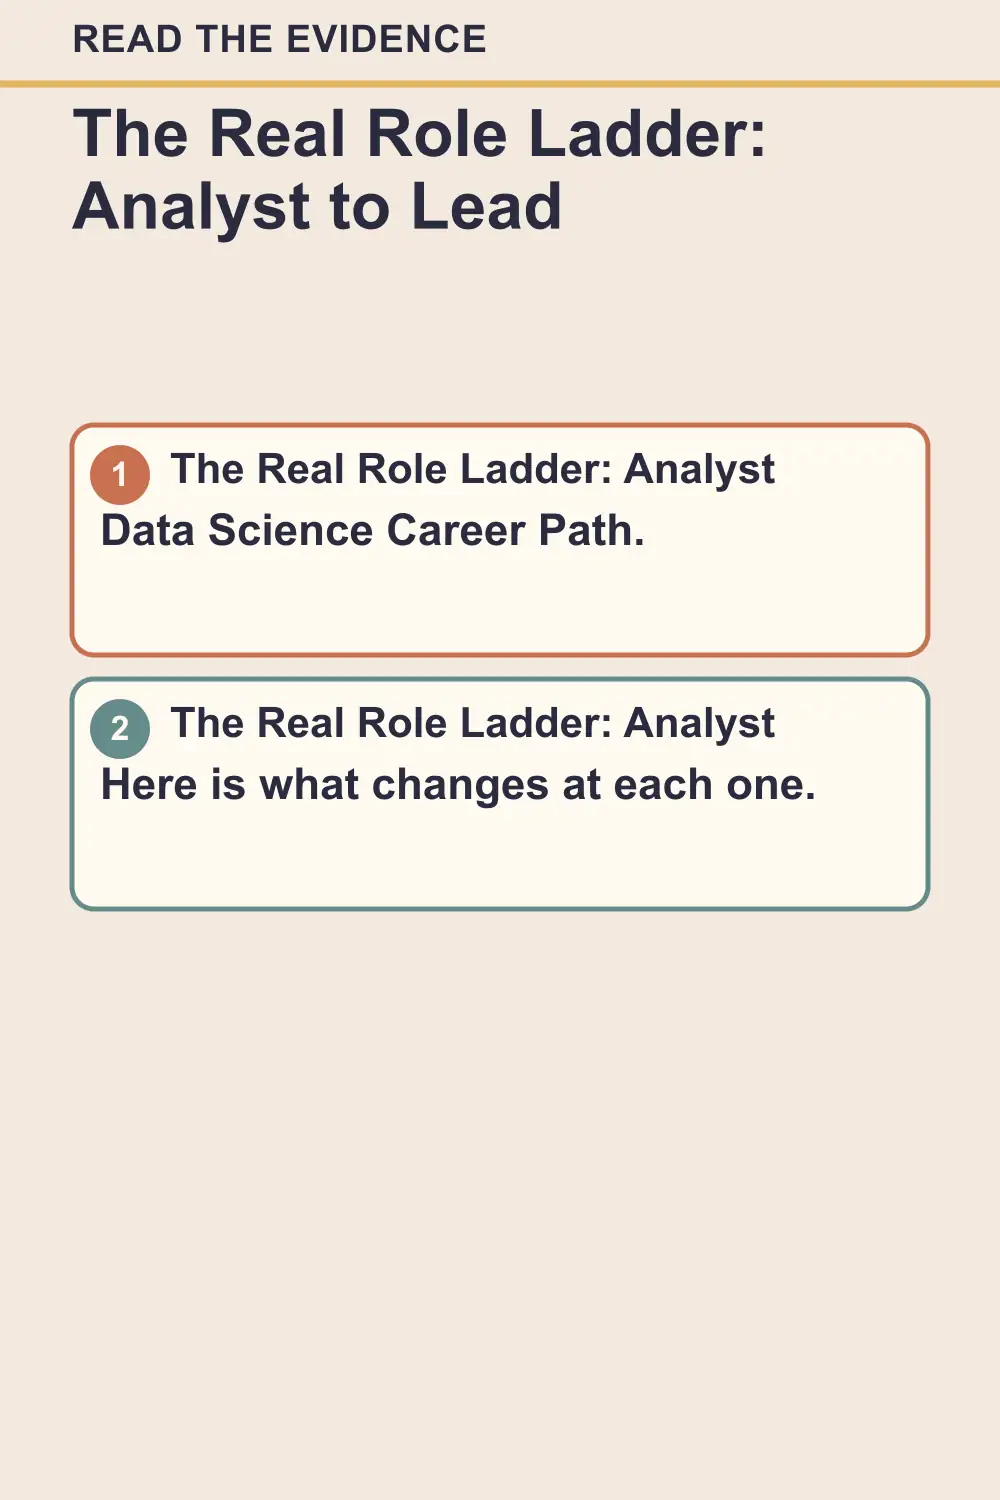 READ THE EVIDENCE
The Real Role Ladder:
Analyst to Lead
1 The Real Role Ladder: Analyst
Data Science Career Path.
2 The Real Role Ladder: Analyst
Here is what changes at each one.